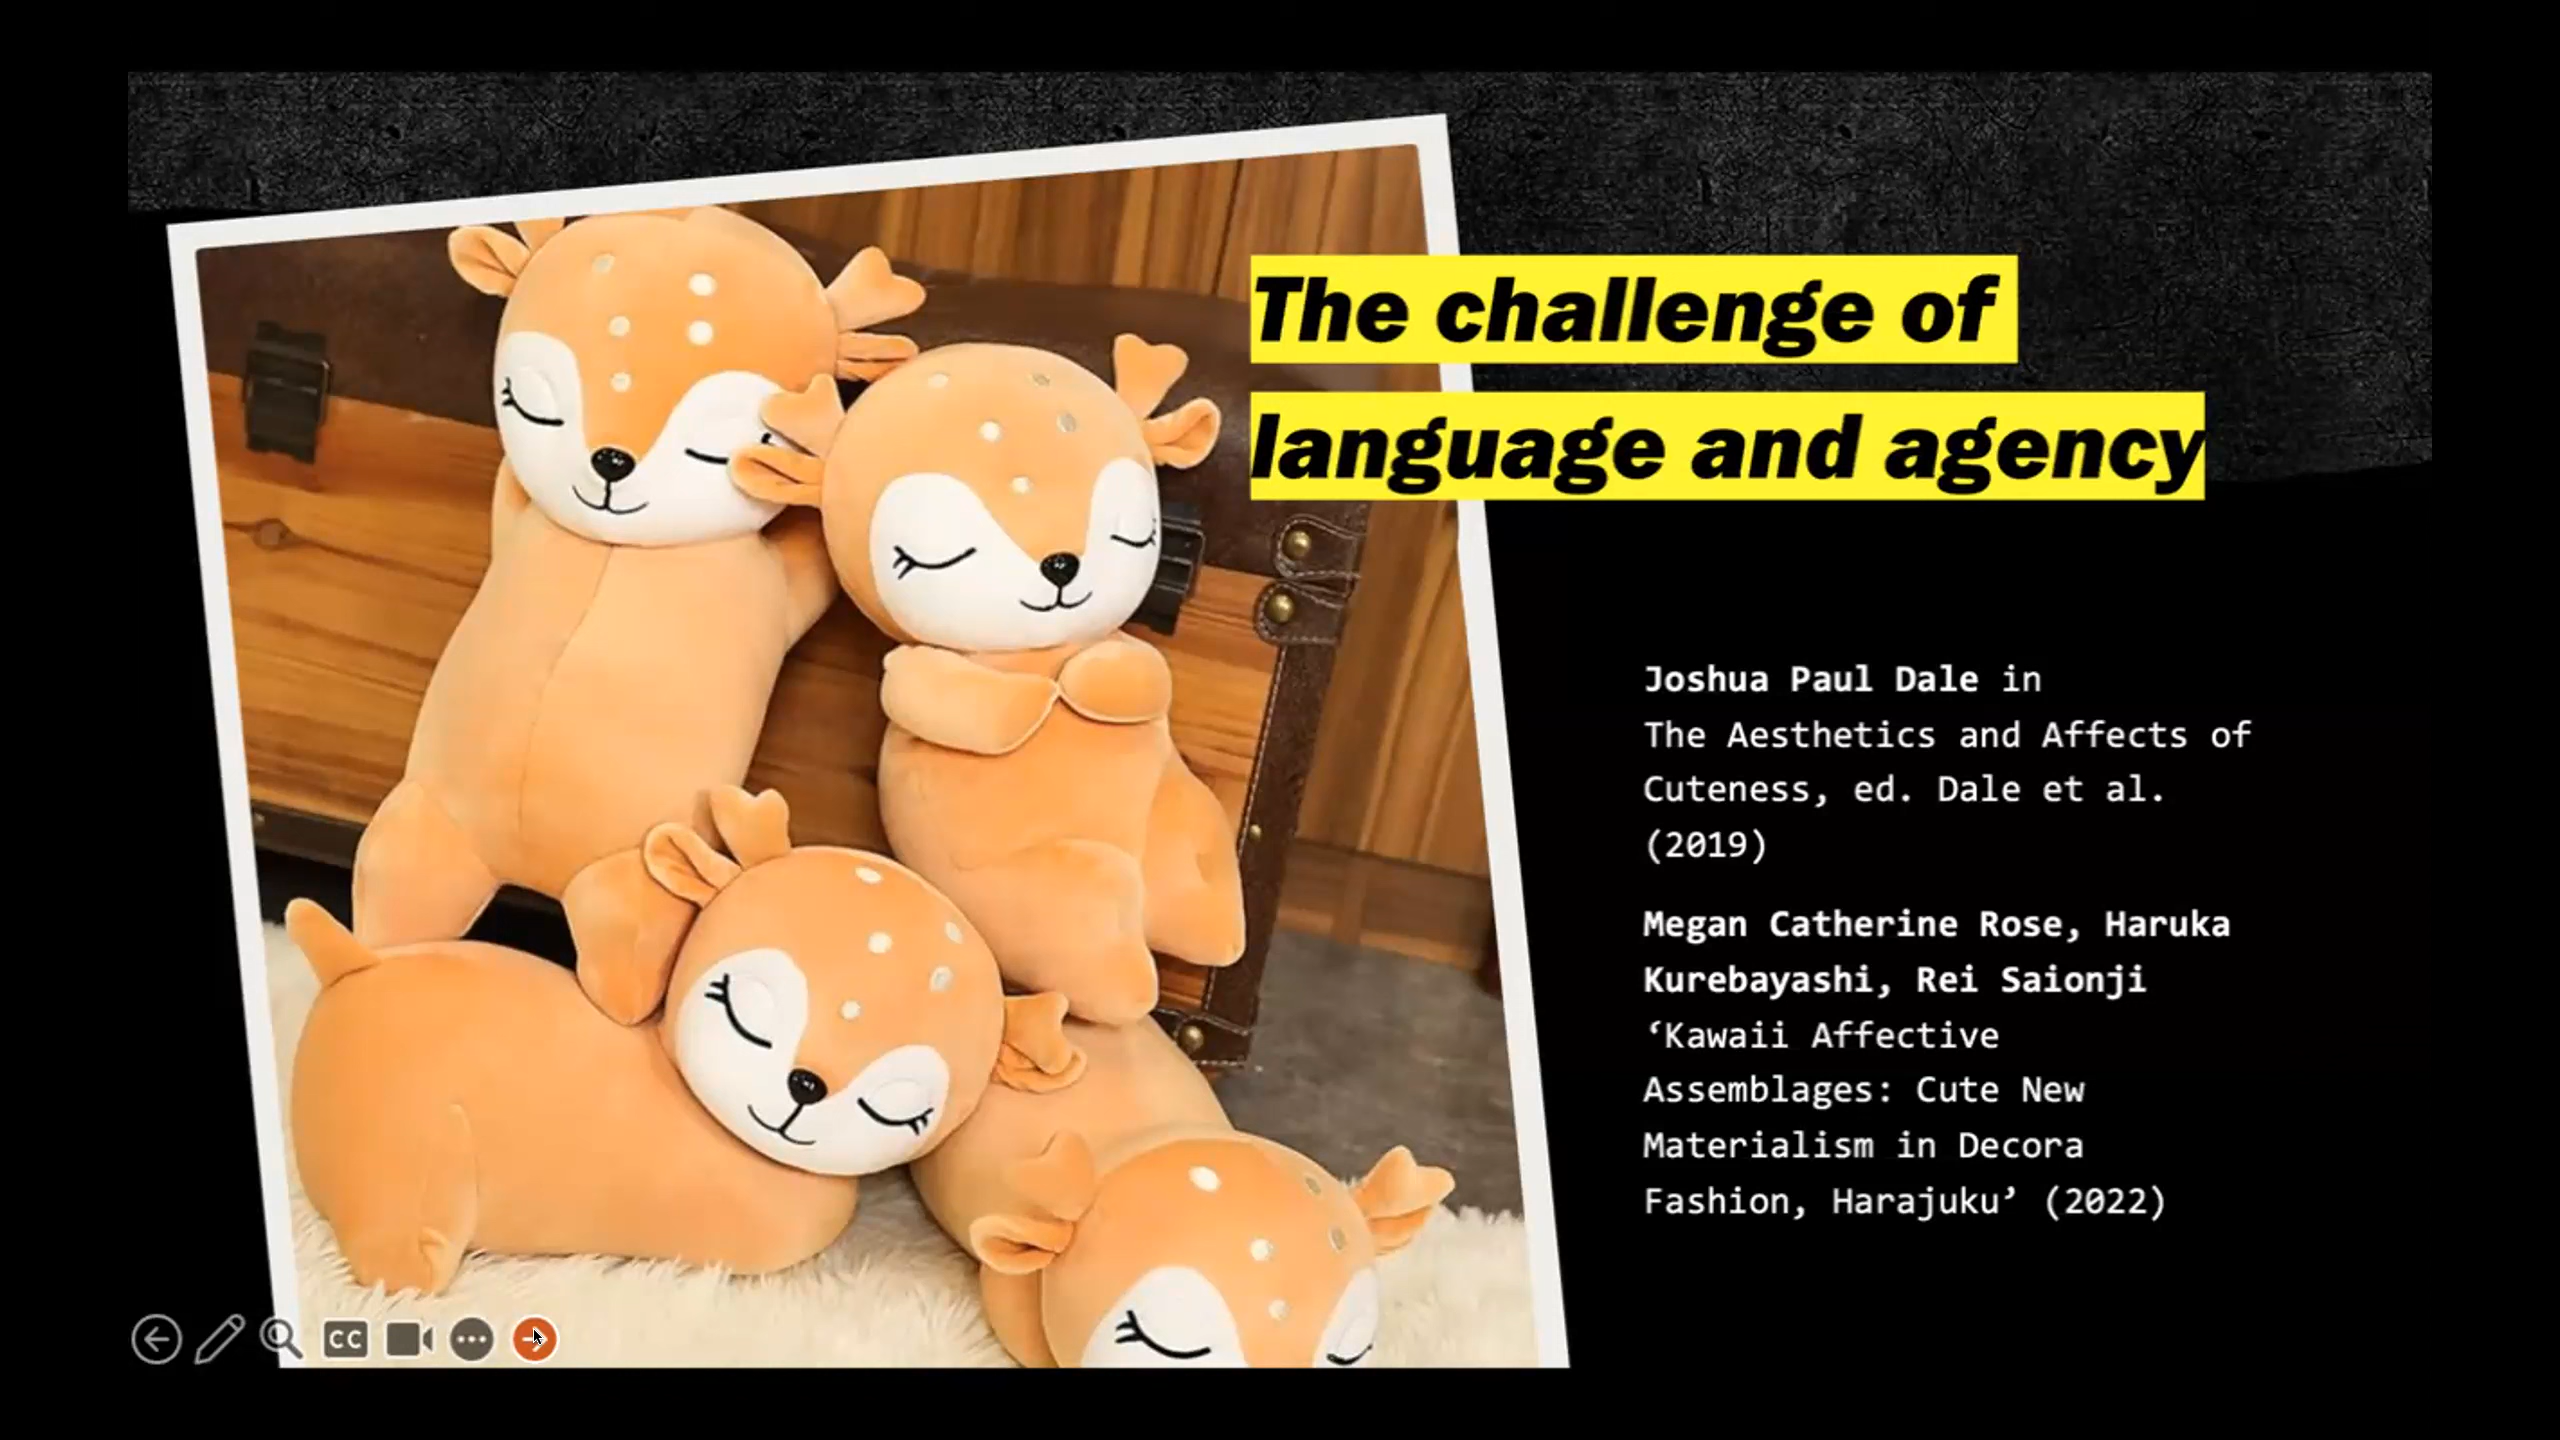 The challenge of
language and agency
Joshua Paul Dale in
The Aesthetics and Affects of
Cuteness, ed. Dale et al.
(2019)
Megan Catherine Rose, Haruka
Kurebayashi, Rei Saionji
‘Kawaii Affective
Assemblages: Cute New
Materialism in Decora
Fashion, Harajuku’ (2022)
CC